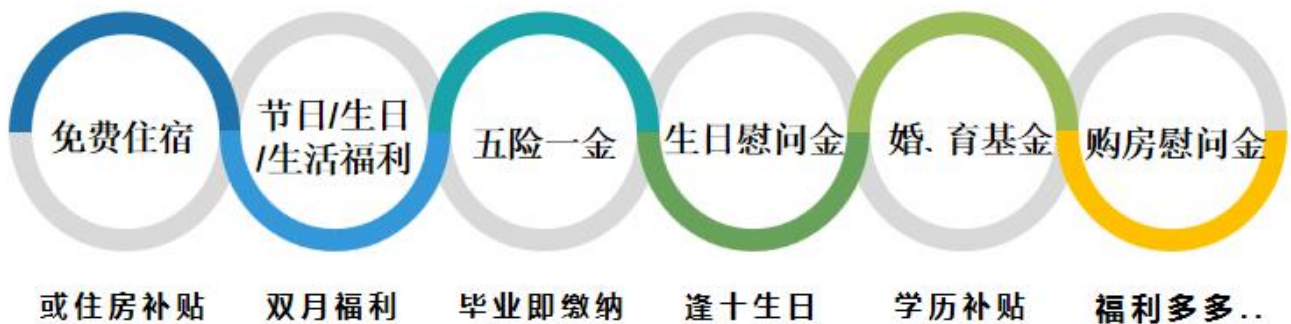 免费住宿
节日/生日
/生活福利
五险一金
生日慰问金
婆、育基金
购房慰问金
或住房补贴
双月福利
毕业即缴纳
逢十生日
学历补贴
福利多多..